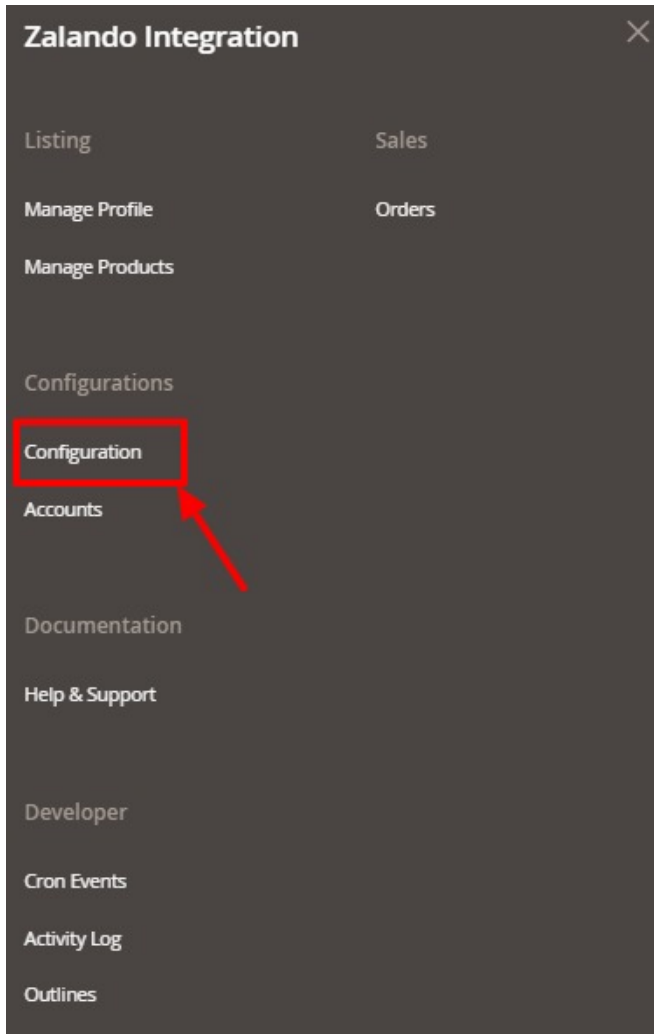 Zalando Integration
Listing
Manage Profile
Manage Products
Sales
Orders
Configurations
Configuration
Accounts
Documentation
Help & Support
Developer
Cron Events
Activity Log
Outlines